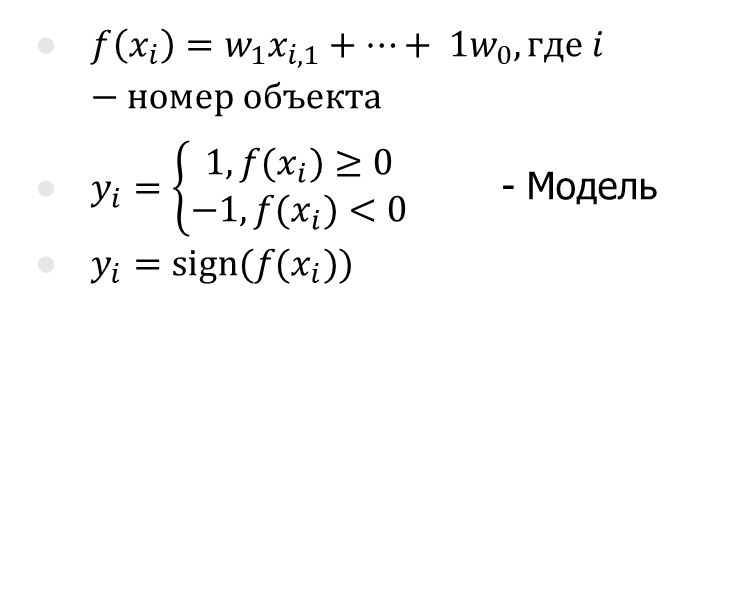 f(xᵢ) = w₁xᵢ,₁ + ⋯ + 1w₀, где i
− номер объекта
yᵢ = { 1, f(xᵢ) ≥ 0
−1, f(xᵢ) < 0 - Модель
yᵢ = sign(f(xᵢ))